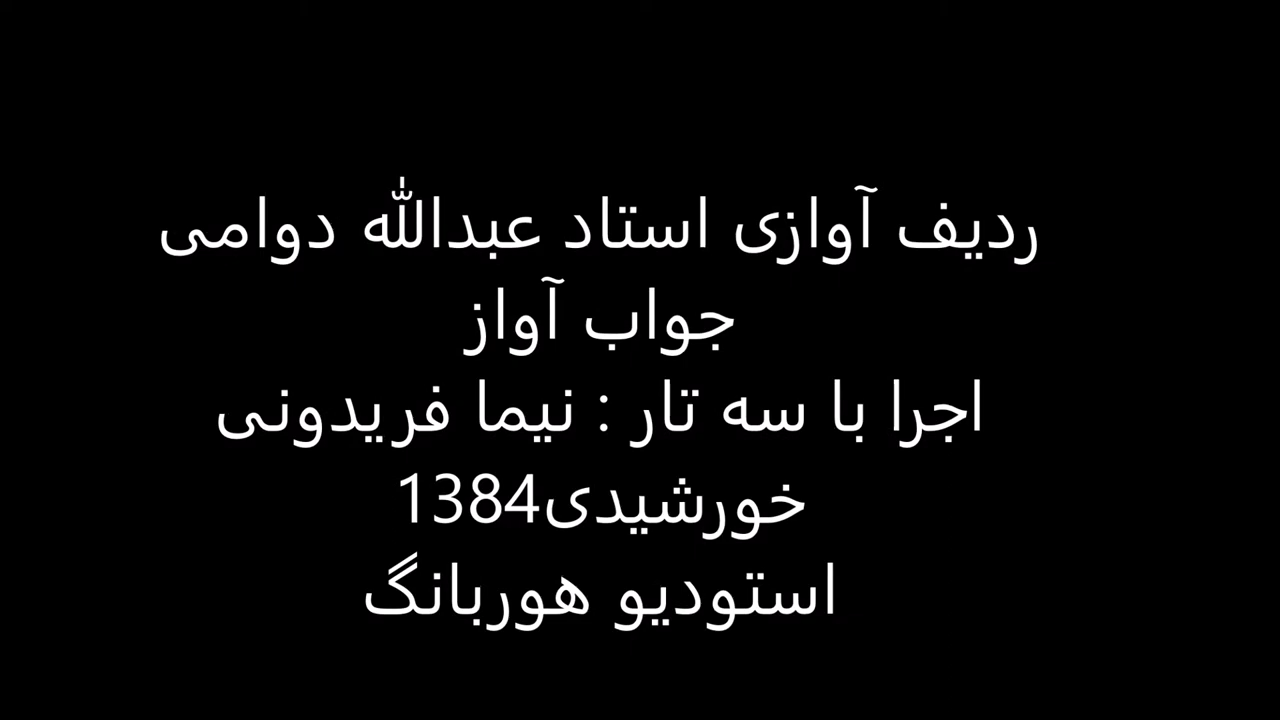 ردیف آوازی استاد عبدالله دوامی
جواب آواز
اجرا با سه تار : نیما فریدونی
خورشیدی1384
استودیو هوربانگ